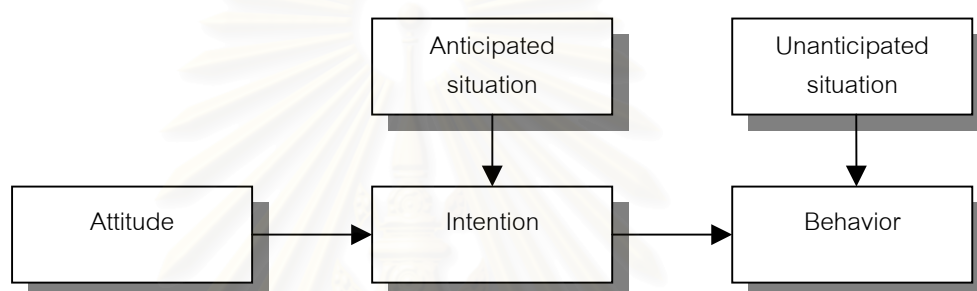 Anticipated
situation
Unanticipated
situation
Attitude
Intention
Behavior